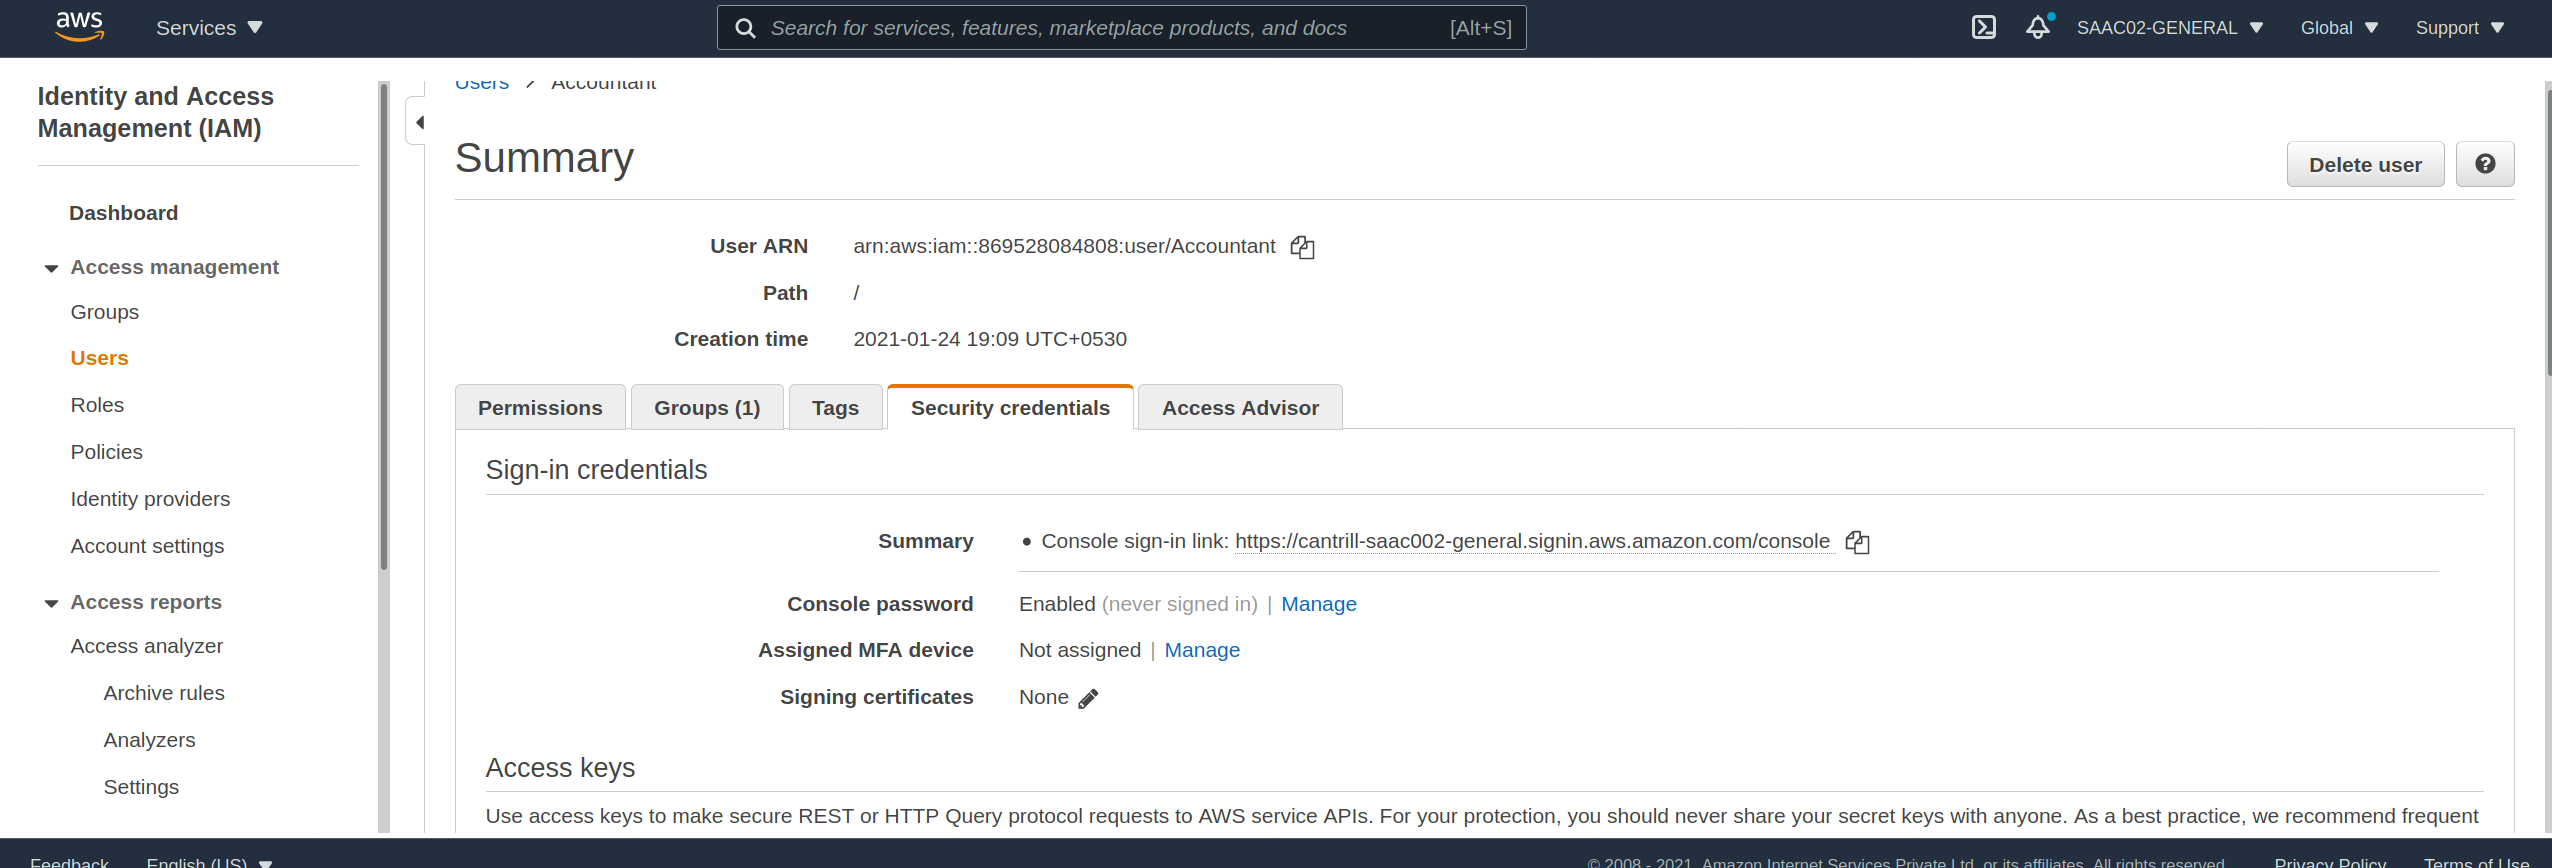 aws Services Search for services, features, marketplace products, and docs [Alt+S] SAAC02-GENERAL Global Support
Identity and Access
Management (IAM)
Dashboard
Access management
Groups
Users
Roles
Policies
Identity providers
Account settings
Access reports
Access analyzer
Archive rules
Analyzers
Settings
Users > Accountant
Summary
Delete user
User ARN arn:aws:iam::869528084808:user/Accountant
Path /
Creation time 2021-01-24 19:09 UTC+0530
Permissions Groups (1) Tags Security credentials Access Advisor
Sign-in credentials
Summary • Console sign-in link: https://cantrill-saac002-general.signin.aws.amazon.com/console
Console password Enabled (never signed in) | Manage
Assigned MFA device Not assigned | Manage
Signing certificates None
Access keys
Use access keys to make secure REST or HTTP Query protocol requests to AWS service APIs. For your protection, you should never share your secret keys with anyone. As a best practice, we recommend frequent
Feedback English (US) © 2008 - 2021, Amazon Internet Services Private Ltd. or its affiliates. All rights reserved. Privacy Policy Terms of Use